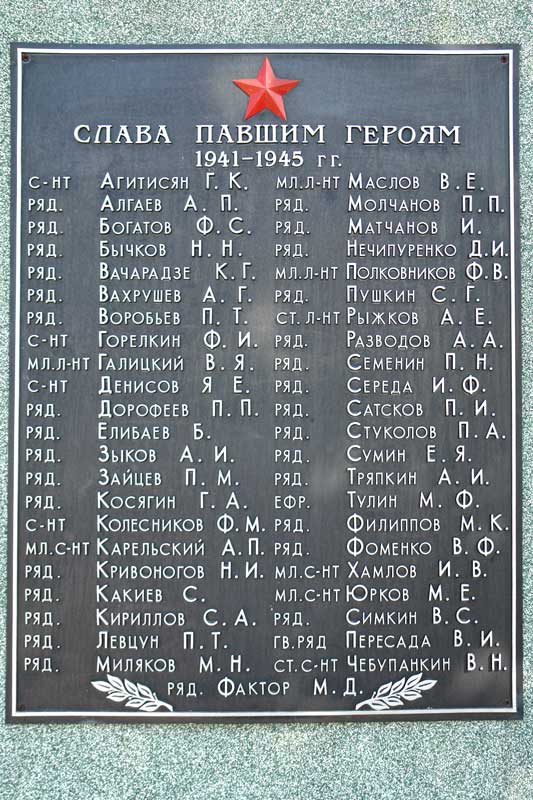 СЛАВА ПАВШИМ ГЕРОЯМ
1941-1945 гг.
с-нт Агитисян Г. К.
ряд. Алгаев А. П.
ряд. Богатов Ф. С.
ряд. Бычков Н. Н.
ряд. Вачарадзе К. Г.
ряд. Вахрушев А. Г.
ряд. Воробьев П. Т.
с-нт Горелкин Ф. И.
мл.л-нт Галицкий В. Я.
с-нт Денисов Я Е.
ряд. Дорофеев П. П.
ряд. Елибаев Б.
ряд. Зыков А. И.
ряд. Зайцев П. М.
ряд. Косягин Г. А.
с-нт Колесников Ф. М.
мл.с-нт Карельский А. П.
ряд. Кривоногов Н. И.
ряд. Какиев С.
ряд. Кириллов С. А.
ряд. Левцун П. Т.
ряд. Миляков М. Н.
мл.л-нт Маслов В. Е.
ряд. Молчанов П. П.
ряд. Матчанов И.
ряд. Нечипуренко Д. И.
мл.л-нт Полковников Ф. В.
ряд. Пушкин С. Г.
ст.л-нт Рыжков А. Е.
ряд. Разводов А. А.
ряд. Семенин П. Н.
ряд. Середа И. Ф.
ряд. Сатсков П. И.
ряд. Стуколов П. А.
ряд. Сумин Е. Я.
ряд. Тряпкин А. И.
ефр. Тулин М. Ф.
ряд. Филиппов М. К.
ряд. Фоменко В. Ф.
мл.с-нт Хамлов И. В.
мл.с-нт Юрков М. Е.
ряд. Симкин В. С.
гв.ряд Пересада В. И.
ст.с-нт Чебупанкин В. Н.
ряд. Фактор М. Д.